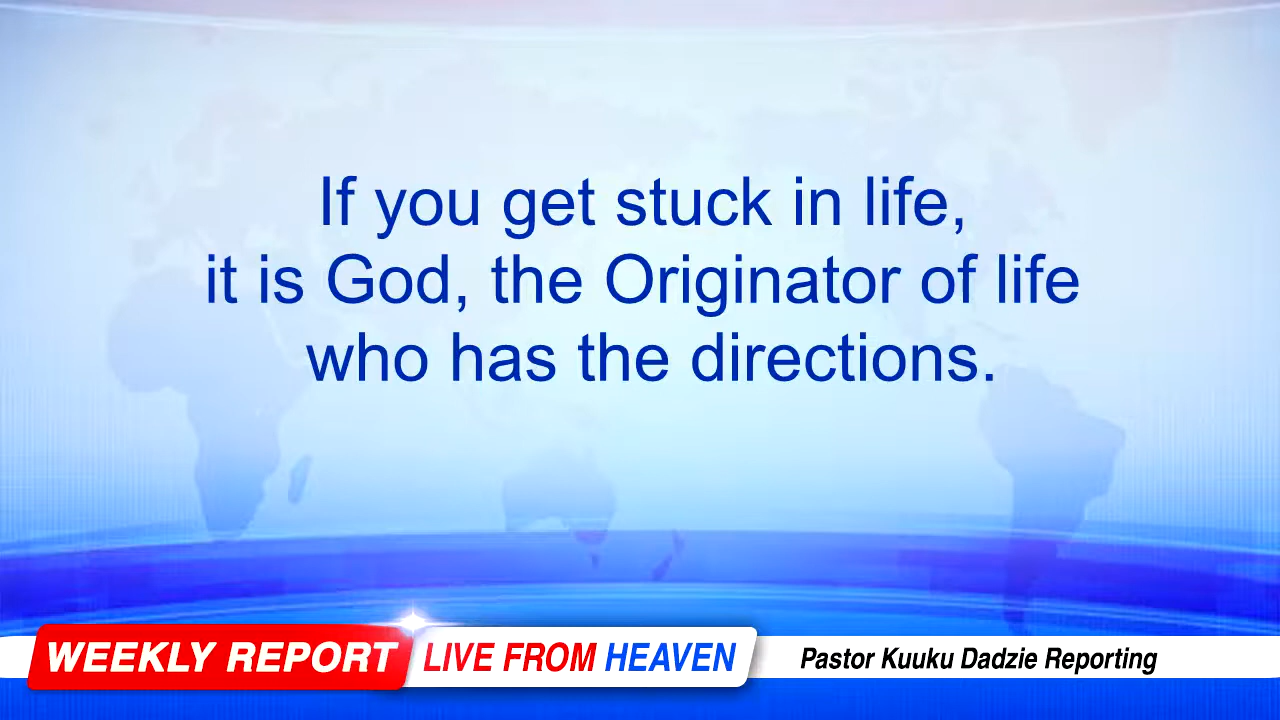 If you get stuck in life,
it is God, the Originator of life
who has the directions.
WEEKLY REPORT LIVE FROM HEAVEN Pastor Kuuku Dadzie Reporting